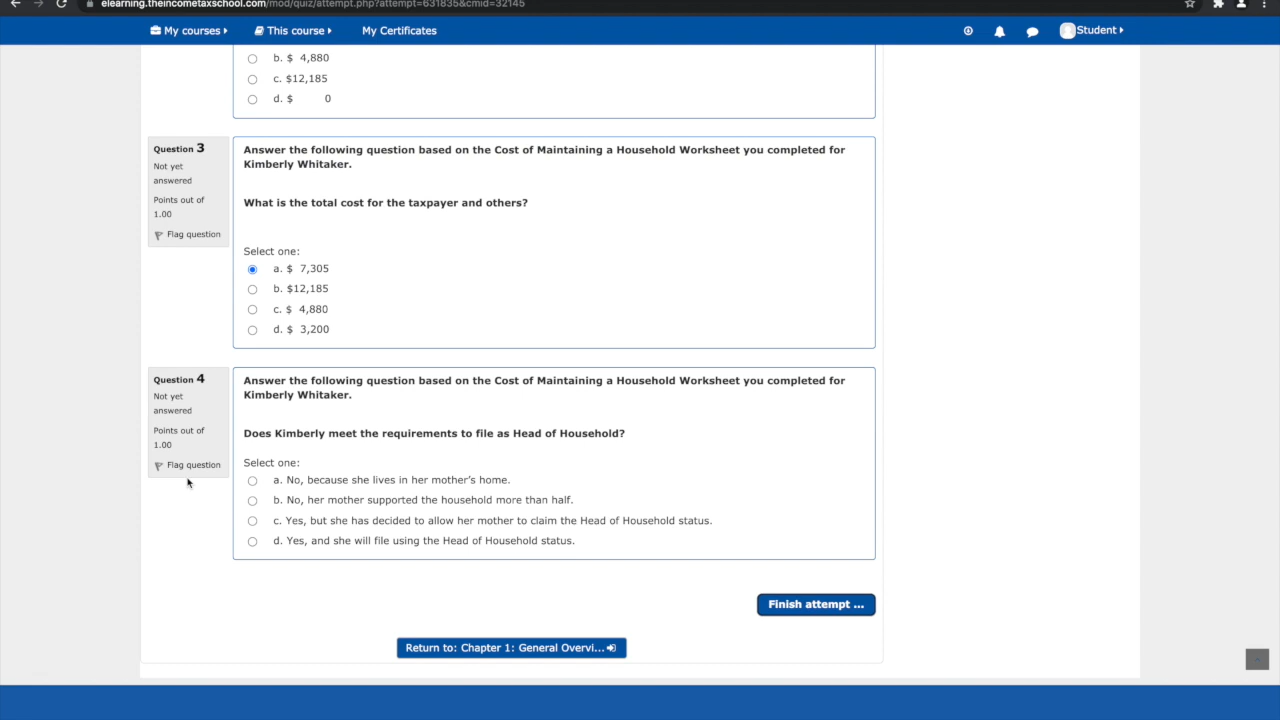 elearning.theincometaxschool.com/mod/quiz/attempt.php?attempt=631835&cmid=32145
My courses This course My Certificates Student
b. $ 4,880
c. $12,185
d. $ 0
Question 3
Not yet
answered
Points out of
1.00
Flag question
Answer the following question based on the Cost of Maintaining a Household Worksheet you completed for
Kimberly Whitaker.
What is the total cost for the taxpayer and others?
Select one:
a. $ 7,305
b. $12,185
c. $ 4,880
d. $ 3,200
Question 4
Not yet
answered
Points out of
1.00
Flag question
Answer the following question based on the Cost of Maintaining a Household Worksheet you completed for
Kimberly Whitaker.
Does Kimberly meet the requirements to file as Head of Household?
Select one:
a. No, because she lives in her mother's home.
b. No, her mother supported the household more than half.
c. Yes, but she has decided to allow her mother to claim the Head of Household status.
d. Yes, and she will file using the Head of Household status.
Finish attempt ...
Return to: Chapter 1: General Overvi...